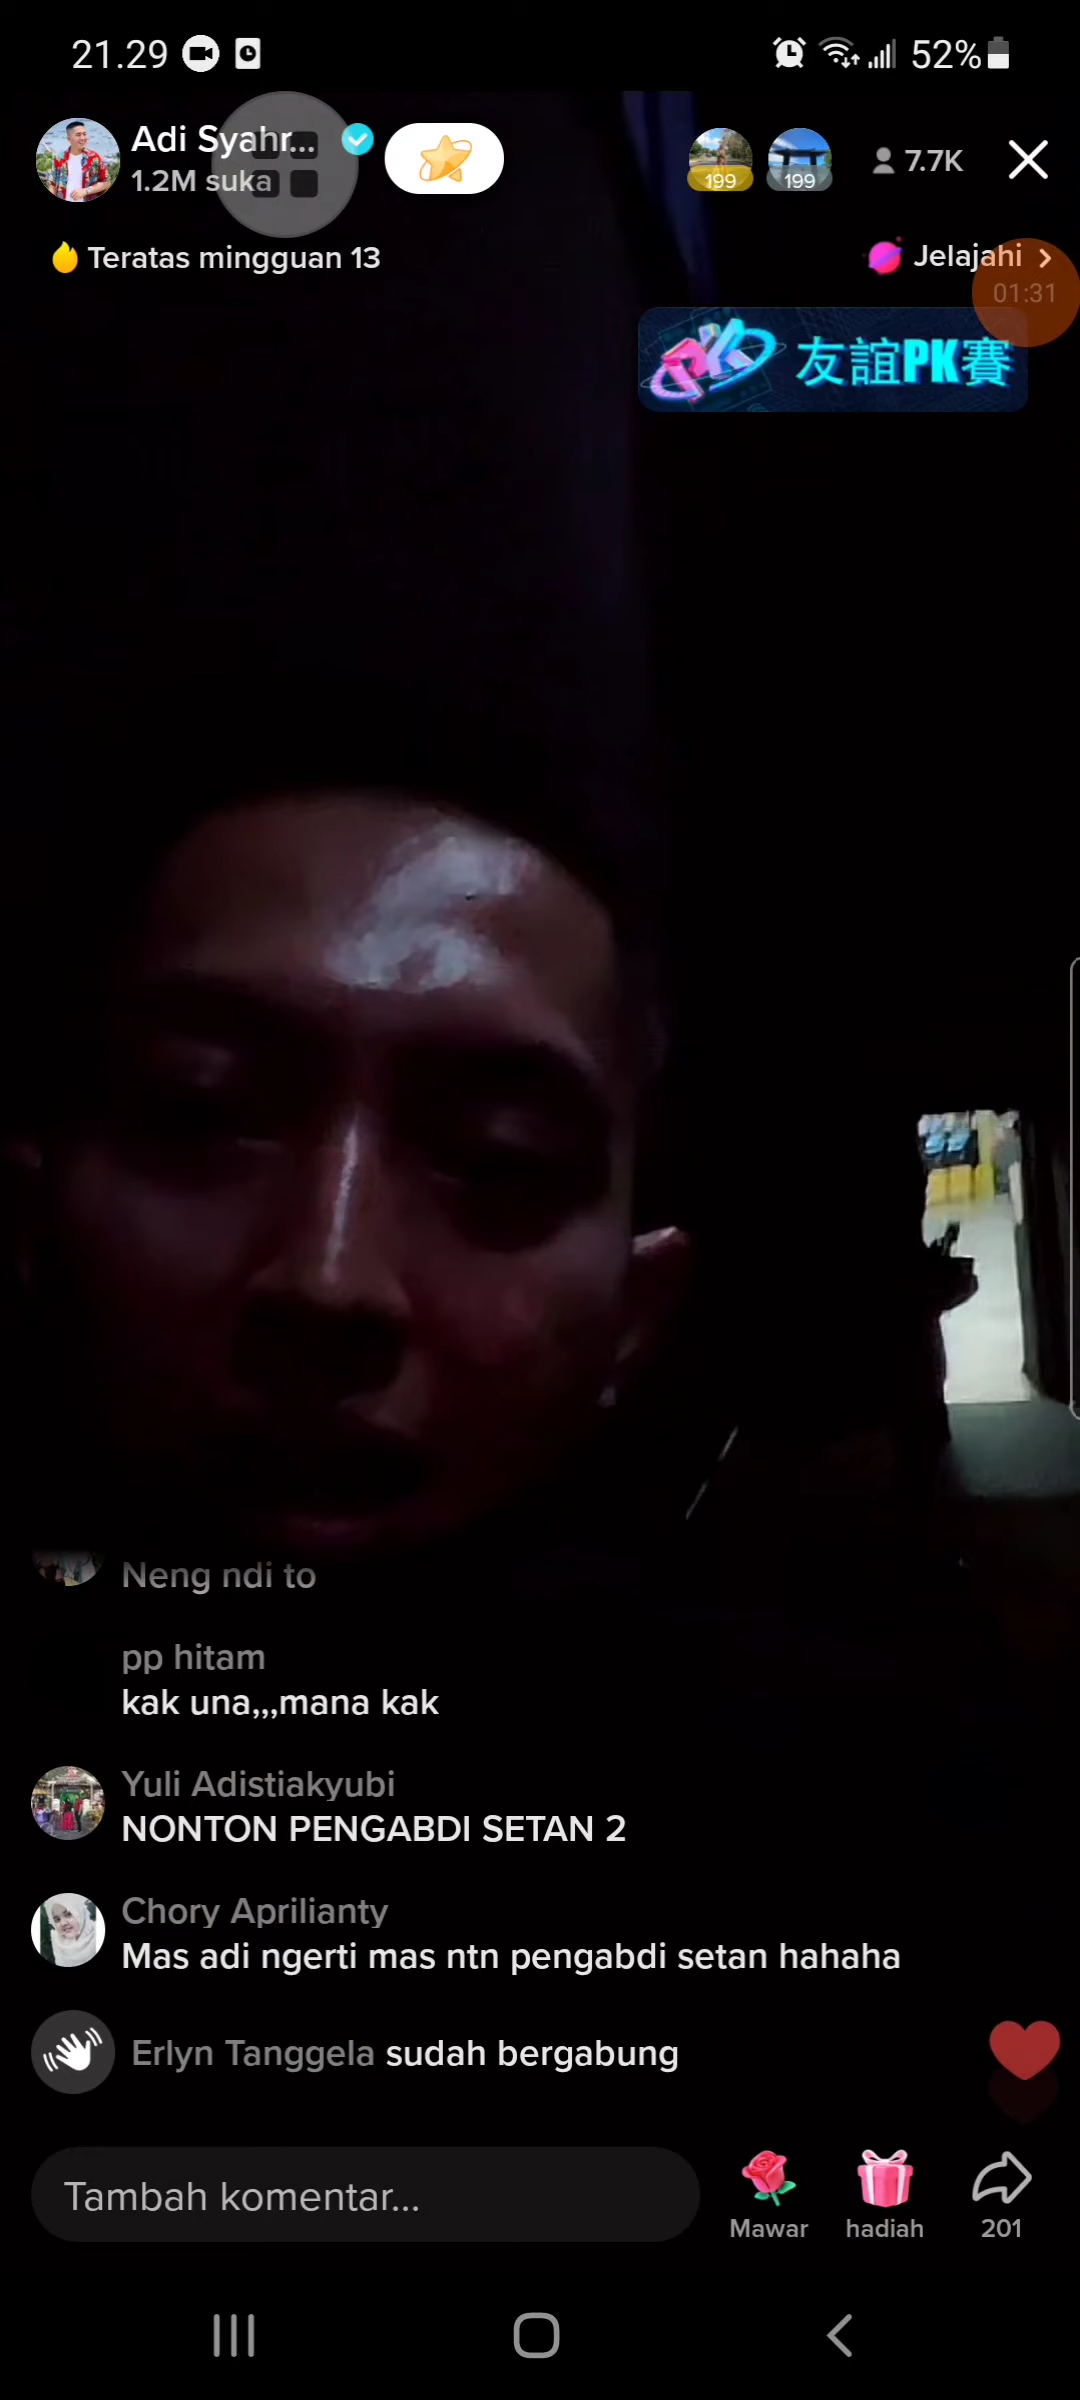 21.29
52%
Adi Syahr...
1.2M suka
199
199
7.7K
Teratas mingguan 13
Jelajahi
01:31
PK 友誼PK賽
Neng ndi to
pp hitam
kak una,,,mana kak
Yuli Adistiakyubi
NONTON PENGABDI SETAN 2
Chory Aprilianty
Mas adi ngerti mas ntn pengabdi setan hahaha
Erlyn Tanggela sudah bergabung
Tambah komentar...
Mawar
hadiah
201